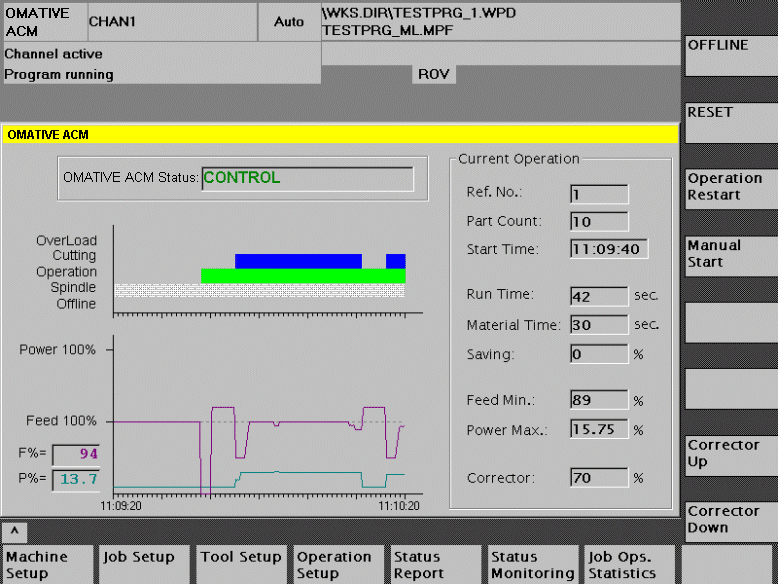 OMATIVE
ACM
CHAN1
Auto
\WKS.DIR\TESTPRG_1.WPD
TESTPRG_ML.MPF
Channel active
Program running
ROV
OFFLINE
RESET
Operation
Restart
Manual
Start
Corrector
Up
Corrector
Down
OMATIVE ACM
OMATIVE ACM Status: CONTROL
OverLoad
Cutting
Operation
Spindle
Offline
Power 100%
Feed 100%
F%= 94
P%= 13.7
11:09:20 11:10:20
Current Operation
Ref. No.: 1
Part Count: 10
Start Time: 11:09:40
Run Time: 42 sec.
Material Time: 30 sec.
Saving: 0 %
Feed Min.: 89 %
Power Max.: 15.75 %
Corrector: 70 %
^
Machine
Setup
Job Setup
Tool Setup
Operation
Setup
Status
Report
Status
Monitoring
Job Ops.
Statistics